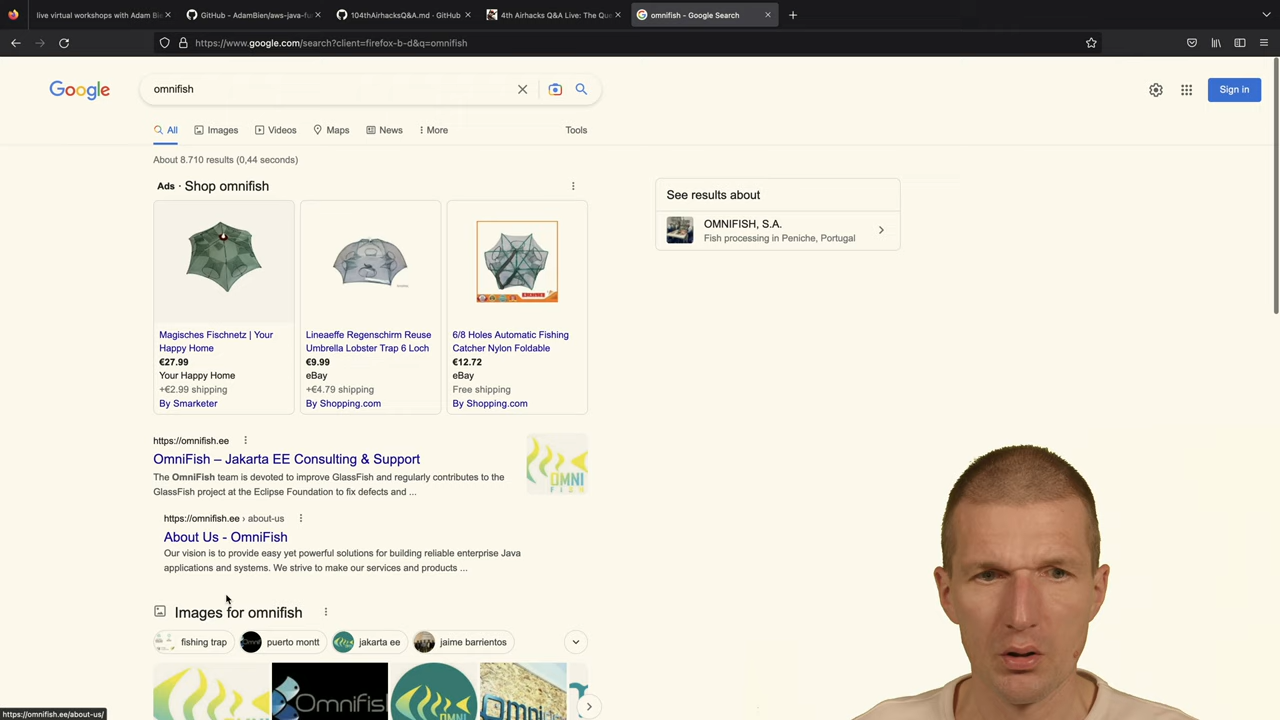 live virtual workshops with Adam Bie
GitHub - AdamBien/aws-java-fu
104thAirhacksQ&A.md · GitHub
4th Airhacks Q&A Live: The Qu
omnifish - Google Search
https://www.google.com/search?client=firefox-b-d&q=omnifish
Google
omnifish
Sign in
All
Images
Videos
Maps
News
More
Tools
About 8.710 results (0,44 seconds)
Ads · Shop omnifish
See results about
OMNIFISH, S.A.
Fish processing in Peniche, Portugal
Magisches Fischnetz | Your
Happy Home
€27.99
Your Happy Home
+€2.99 shipping
By Smarketer
Lineaeffe Regenschirm Reuse
Umbrella Lobster Trap 6 Loch
€9.99
eBay
+€4.79 shipping
By Shopping.com
6/8 Holes Automatic Fishing
Catcher Nylon Foldable
€12.72
eBay
Free shipping
By Shopping.com
https://omnifish.ee
OmniFish – Jakarta EE Consulting & Support
The OmniFish team is devoted to improve GlassFish and regularly contributes to the
GlassFish project at the Eclipse Foundation to fix defects and ...
OMNI
FISH
https://omnifish.ee › about-us
About Us - OmniFish
Our vision is to provide easy yet powerful solutions for building reliable enterprise Java
applications and systems. We strive to make our services and products ...
Images for omnifish
fishing trap
puerto montt
jakarta ee
jaime barrientos
OMNI
Omnifish
OMNI
Omnifish
https://omnifish.ee/about-us/